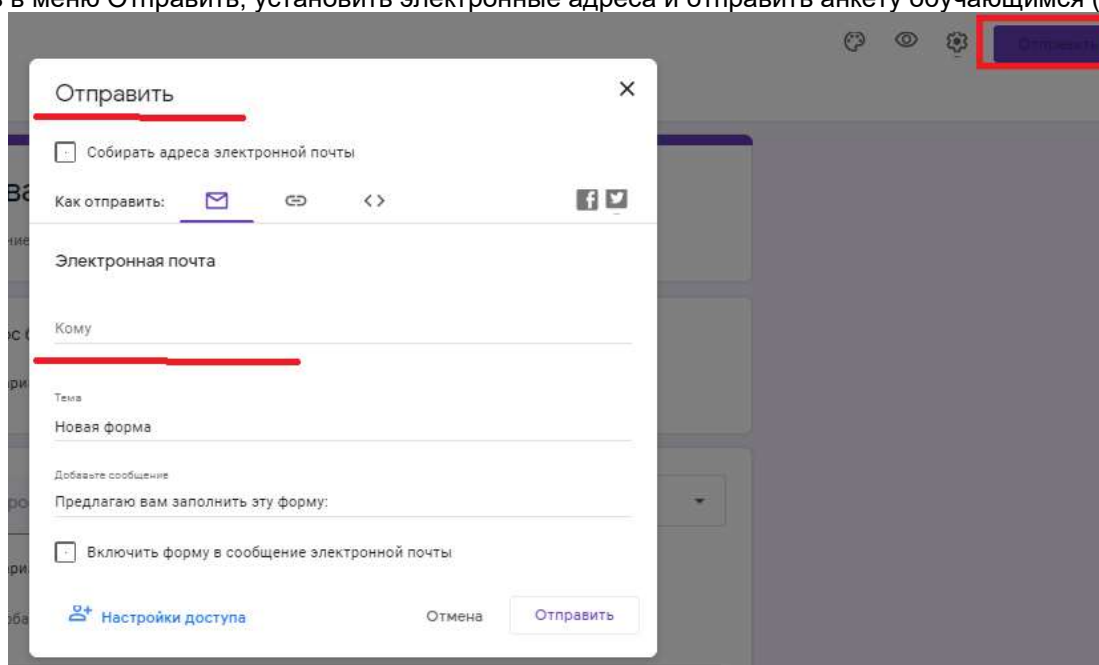 в меню Отправить, установить электронные адреса и отправить анкету обучающимся (
Отправить
Отправить
Собирать адреса электронной почты
Как отправить:
Электронная почта
Кому
Тема
Новая форма
Добавьте сообщение
Предлагаю вам заполнить эту форму:
Включить форму в сообщение электронной почты
Настройки доступа
Отмена
Отправить